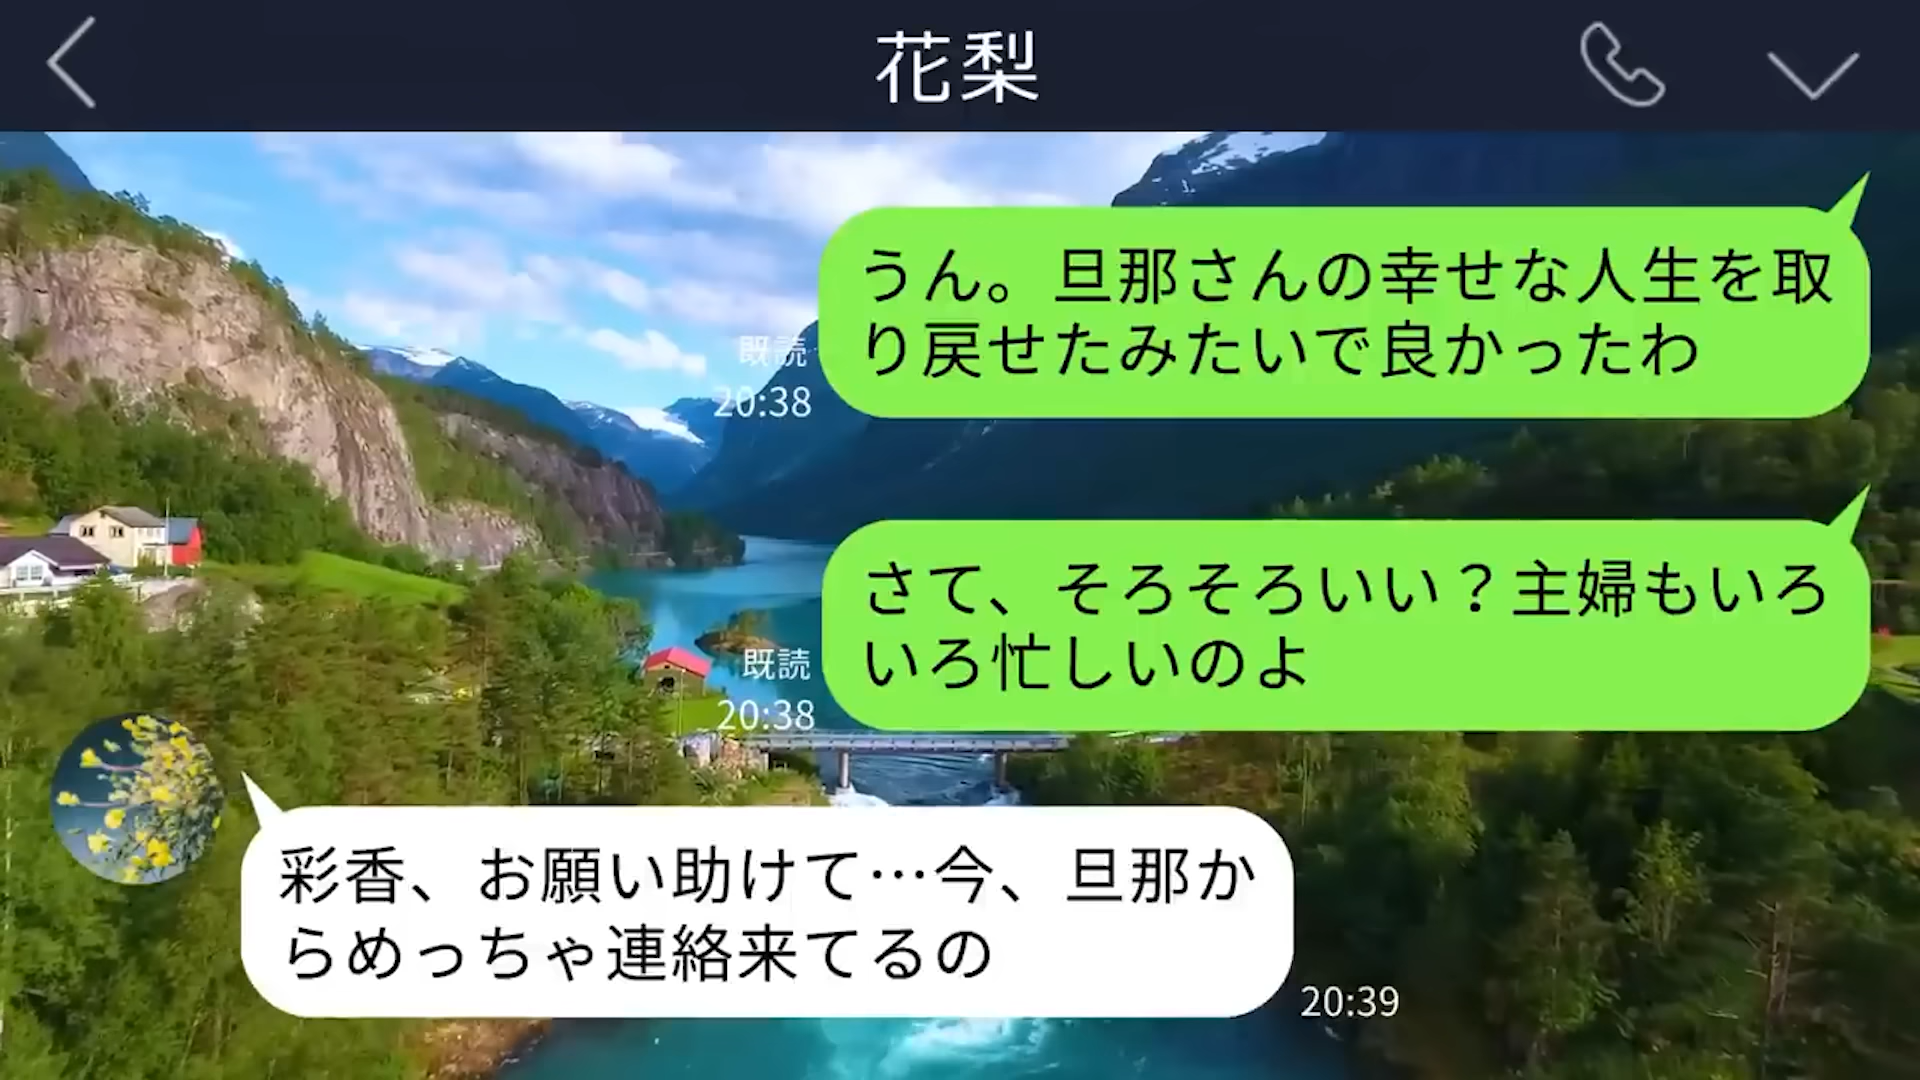 花梨
うん。旦那さんの幸せな人生を取
り戻せたみたいで良かったわ
既読
20:38
さて、そろそろいい？主婦もいろ
いろ忙しいのよ
既読
20:38
彩香、お願い助けて…今、旦那か
らめっちゃ連絡来てるの
20:39